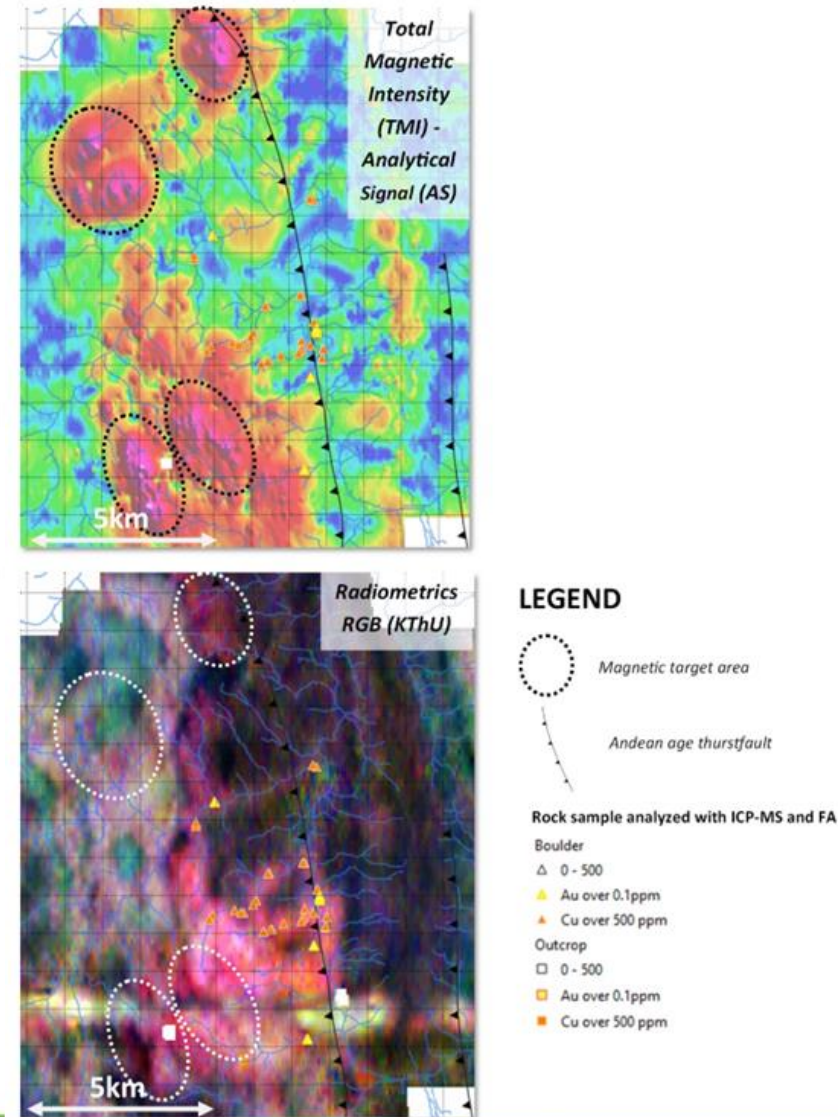 Total
Magnetic
Intensity
(TMI) -
Analytical
Signal (AS)
5km
Radiometrics
RGB (KThU)
5km
LEGEND
Magnetic target area
Andean age thurstfault
Rock sample analyzed with ICP-MS and FA
Boulder
0 - 500
Au over 0.1ppm
Cu over 500 ppm
Outcrop
0 - 500
Au over 0.1ppm
Cu over 500 ppm